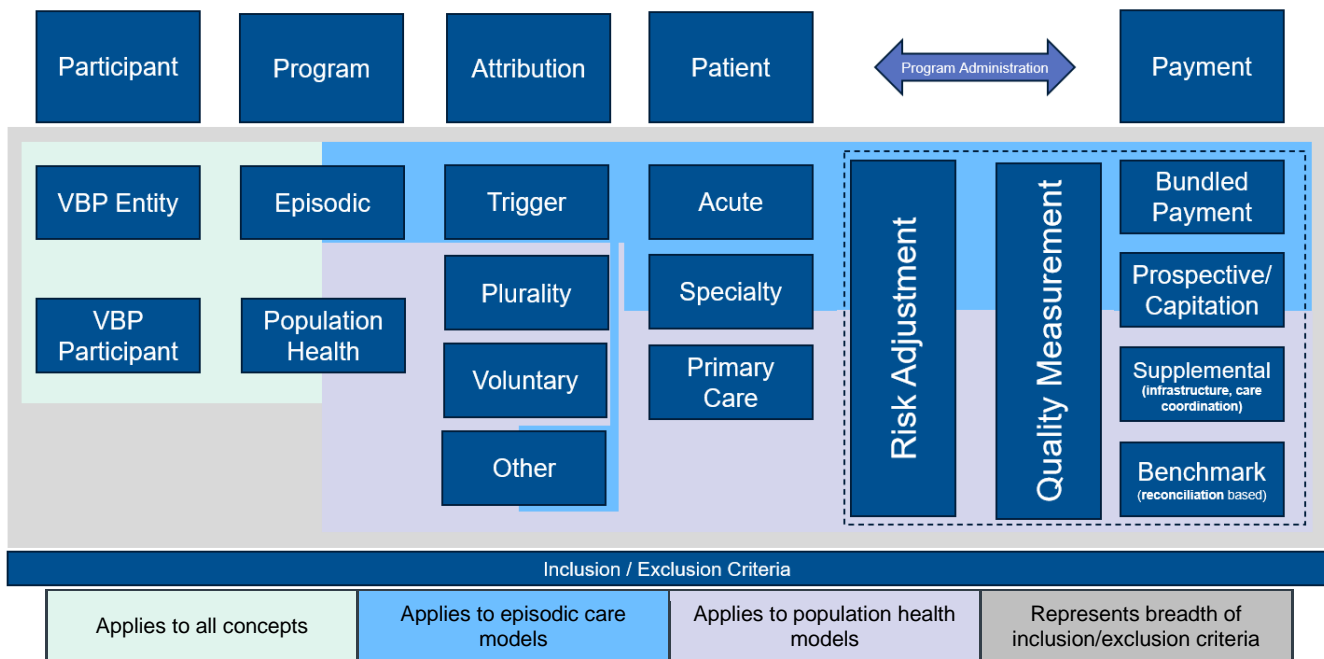 Participant
Program
Attribution
Patient
Program Administration
Payment
VBP Entity
Episodic
Trigger
Acute
Risk Adjustment
Quality Measurement
Bundled
Payment
Plurality
Specialty
Prospective/
Capitation
VBP
Participant
Population
Health
Voluntary
Primary
Care
Supplemental
(infrastructure, care
coordination)
Other
Benchmark
(reconciliation based)
Inclusion / Exclusion Criteria
Applies to all concepts
Applies to episodic care
models
Applies to population health
models
Represents breadth of
inclusion/exclusion criteria